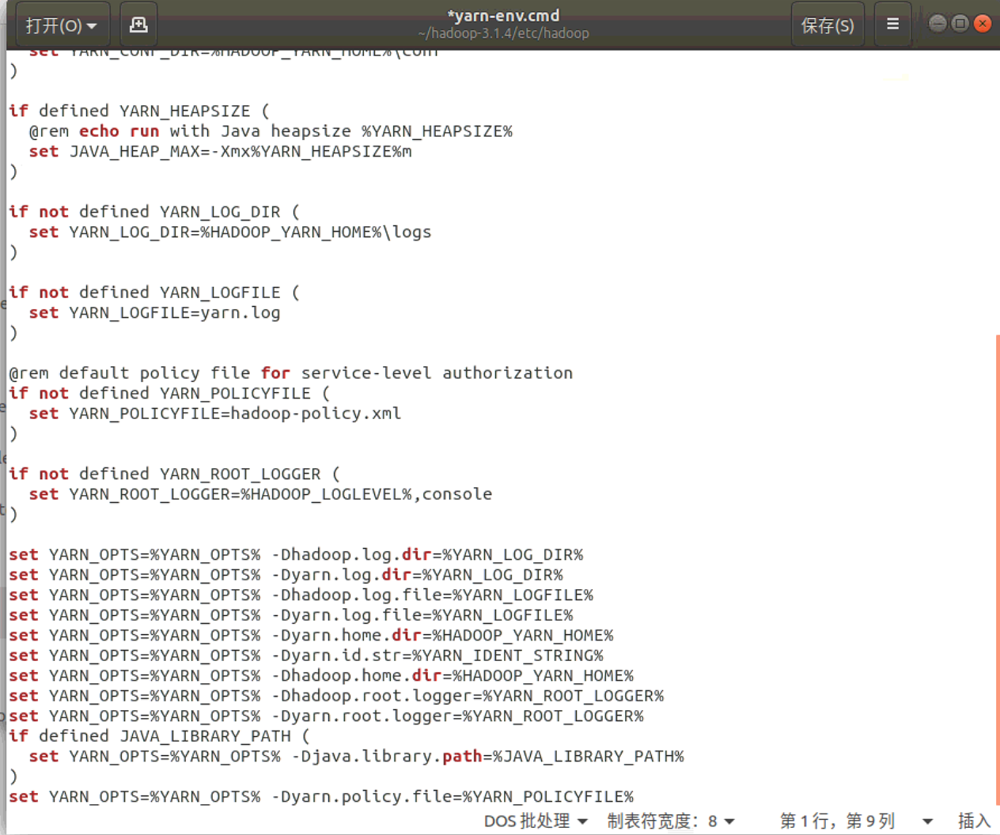 打开(O)
*yarn-env.cmd
~/hadoop-3.1.4/etc/hadoop
保存(S)
set YARN_CONF_DIR=%HADOOP_YARN_HOME%\conf
)
if defined YARN_HEAPSIZE (
@rem echo run with Java heapsize %YARN_HEAPSIZE%
set JAVA_HEAP_MAX=-Xmx%YARN_HEAPSIZE%m
)
if not defined YARN_LOG_DIR (
set YARN_LOG_DIR=%HADOOP_YARN_HOME%\logs
)
if not defined YARN_LOGFILE (
set YARN_LOGFILE=yarn.log
)
@rem default policy file for service-level authorization
if not defined YARN_POLICYFILE (
set YARN_POLICYFILE=hadoop-policy.xml
)
if not defined YARN_ROOT_LOGGER (
set YARN_ROOT_LOGGER=%HADOOP_LOGLEVEL%,console
)
set YARN_OPTS=%YARN_OPTS% -Dhadoop.log.dir=%YARN_LOG_DIR%
set YARN_OPTS=%YARN_OPTS% -Dyarn.log.dir=%YARN_LOG_DIR%
set YARN_OPTS=%YARN_OPTS% -Dhadoop.log.file=%YARN_LOGFILE%
set YARN_OPTS=%YARN_OPTS% -Dyarn.log.file=%YARN_LOGFILE%
set YARN_OPTS=%YARN_OPTS% -Dyarn.home.dir=%HADOOP_YARN_HOME%
set YARN_OPTS=%YARN_OPTS% -Dyarn.id.str=%YARN_IDENT_STRING%
set YARN_OPTS=%YARN_OPTS% -Dhadoop.home.dir=%HADOOP_YARN_HOME%
set YARN_OPTS=%YARN_OPTS% -Dhadoop.root.logger=%YARN_ROOT_LOGGER%
set YARN_OPTS=%YARN_OPTS% -Dyarn.root.logger=%YARN_ROOT_LOGGER%
if defined JAVA_LIBRARY_PATH (
set YARN_OPTS=%YARN_OPTS% -Djava.library.path=%JAVA_LIBRARY_PATH%
)
set YARN_OPTS=%YARN_OPTS% -Dyarn.policy.file=%YARN_POLICYFILE%
DOS 批处理 制表符宽度：8 第 1 行，第 9 列 插入